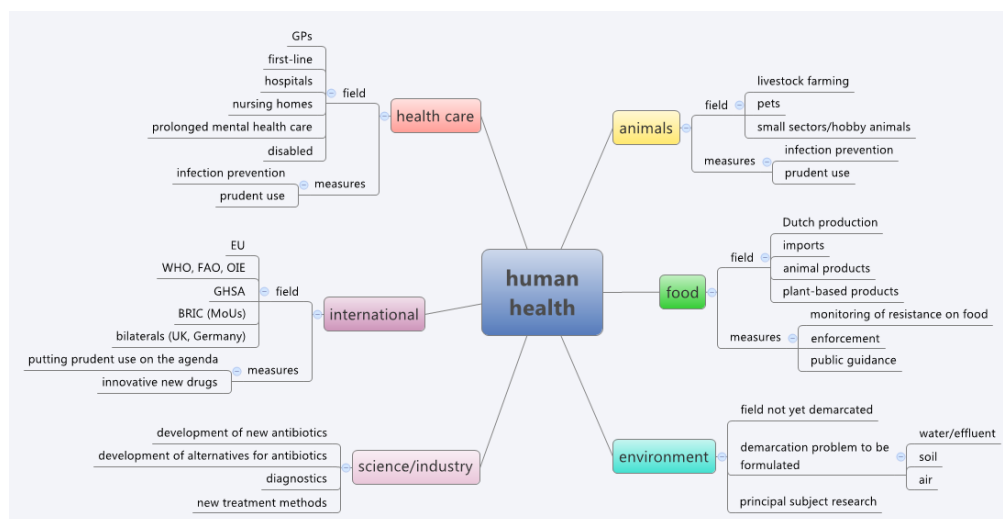 human
health
health care
field
GPs
first-line
hospitals
nursing homes
prolonged mental health care
disabled
measures
infection prevention
prudent use
international
field
EU
WHO, FAO, OIE
GHSA
BRIC (MoUs)
bilaterals (UK, Germany)
measures
putting prudent use on the agenda
innovative new drugs
science/industry
development of new antibiotics
development of alternatives for antibiotics
diagnostics
new treatment methods
animals
field
livestock farming
pets
small sectors/hobby animals
measures
infection prevention
prudent use
food
field
Dutch production
imports
animal products
plant-based products
measures
monitoring of resistance on food
enforcement
public guidance
environment
field not yet demarcated
demarcation problem to be
formulated
water/effluent
soil
air
principal subject research